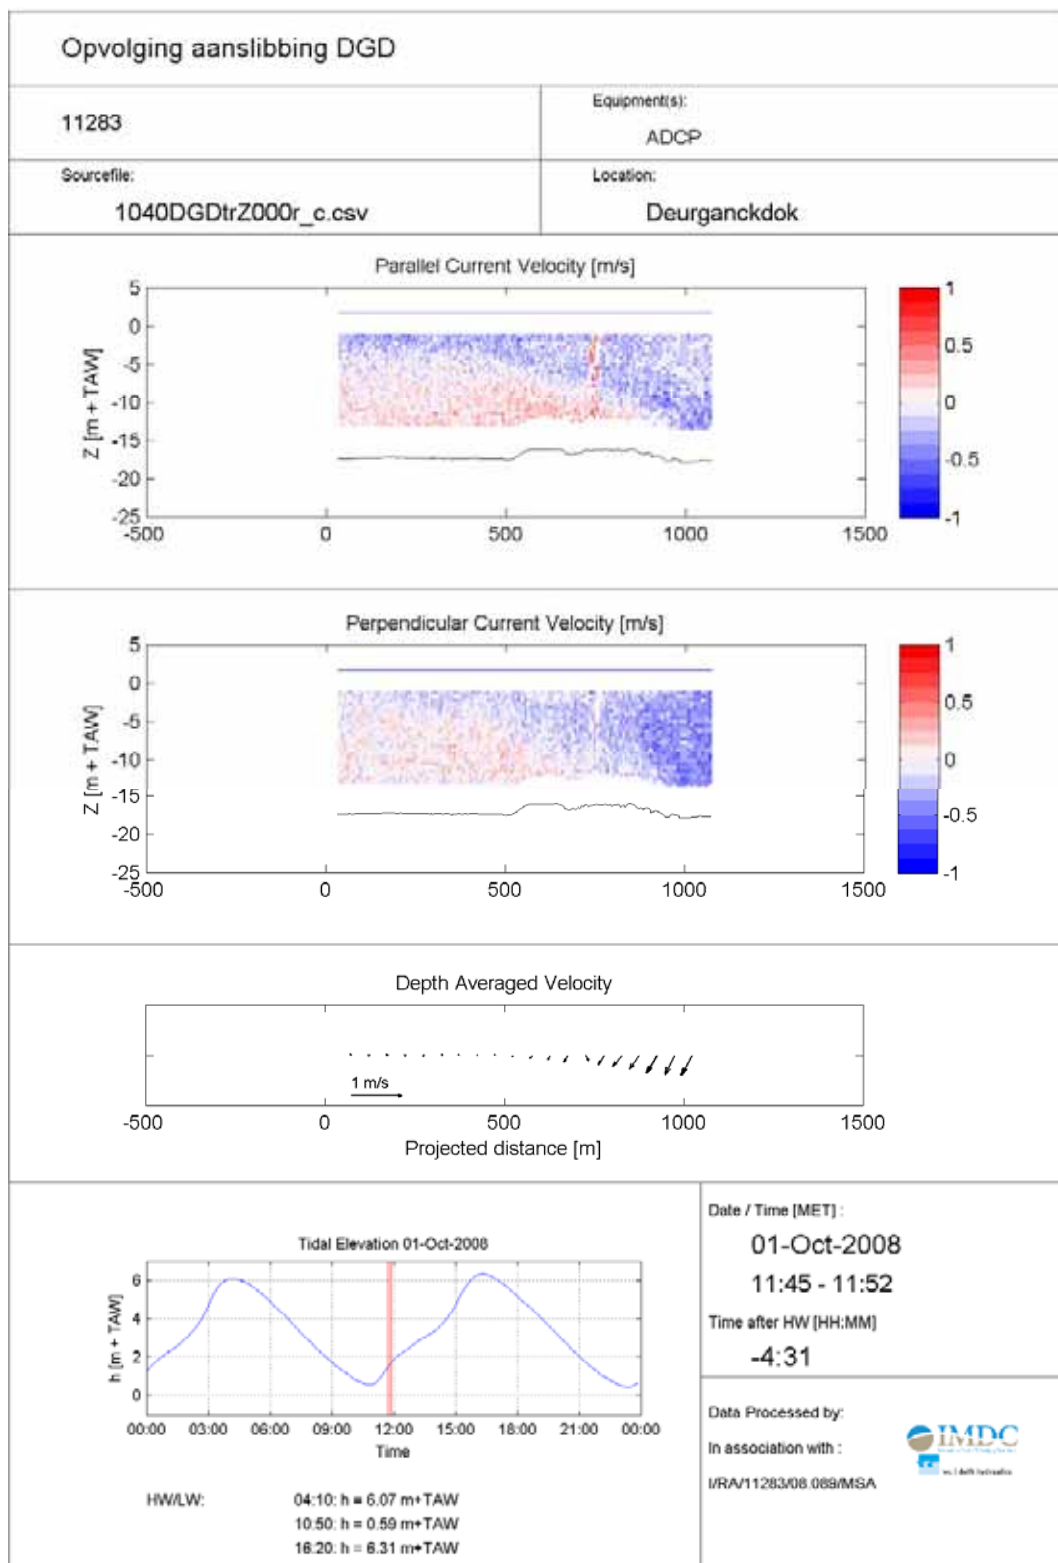 Opvolging aanslibbing DGD
11283
Equipment(s):
ADCP
Sourcefile:
1040DGDtrZ000r_c.csv
Location:
Deurganckdok
Parallel Current Velocity [m/s]
5
0
-5
-10
-15
-20
-25
Z [m + TAW]
-500
0
500
1000
1500
1
0.5
0
-0.5
-1
Perpendicular Current Velocity [m/s]
5
0
-5
-10
-15
-20
-25
Z [m + TAW]
-500
0
500
1000
1500
1
0.5
0
-0.5
-1
Depth Averaged Velocity
1 m/s
-500
0
500
1000
1500
Projected distance [m]
Tidal Elevation 01-Oct-2008
6
4
2
0
h [m + TAW]
00:00
03:00
06:00
09:00
12:00
15:00
18:00
21:00
00:00
Time
HW/LW:
04:10: h = 6.07 m+TAW
10:50: h = 0.59 m+TAW
16:20: h = 6.31 m+TAW
Date / Time [MET] :
01-Oct-2008
11:45 - 11:52
Time after HW [HH:MM]
-4:31
Data Processed by:
IMDC
In association with :
wl | delft hydraulics
I/RA/11283/08.089/MSA